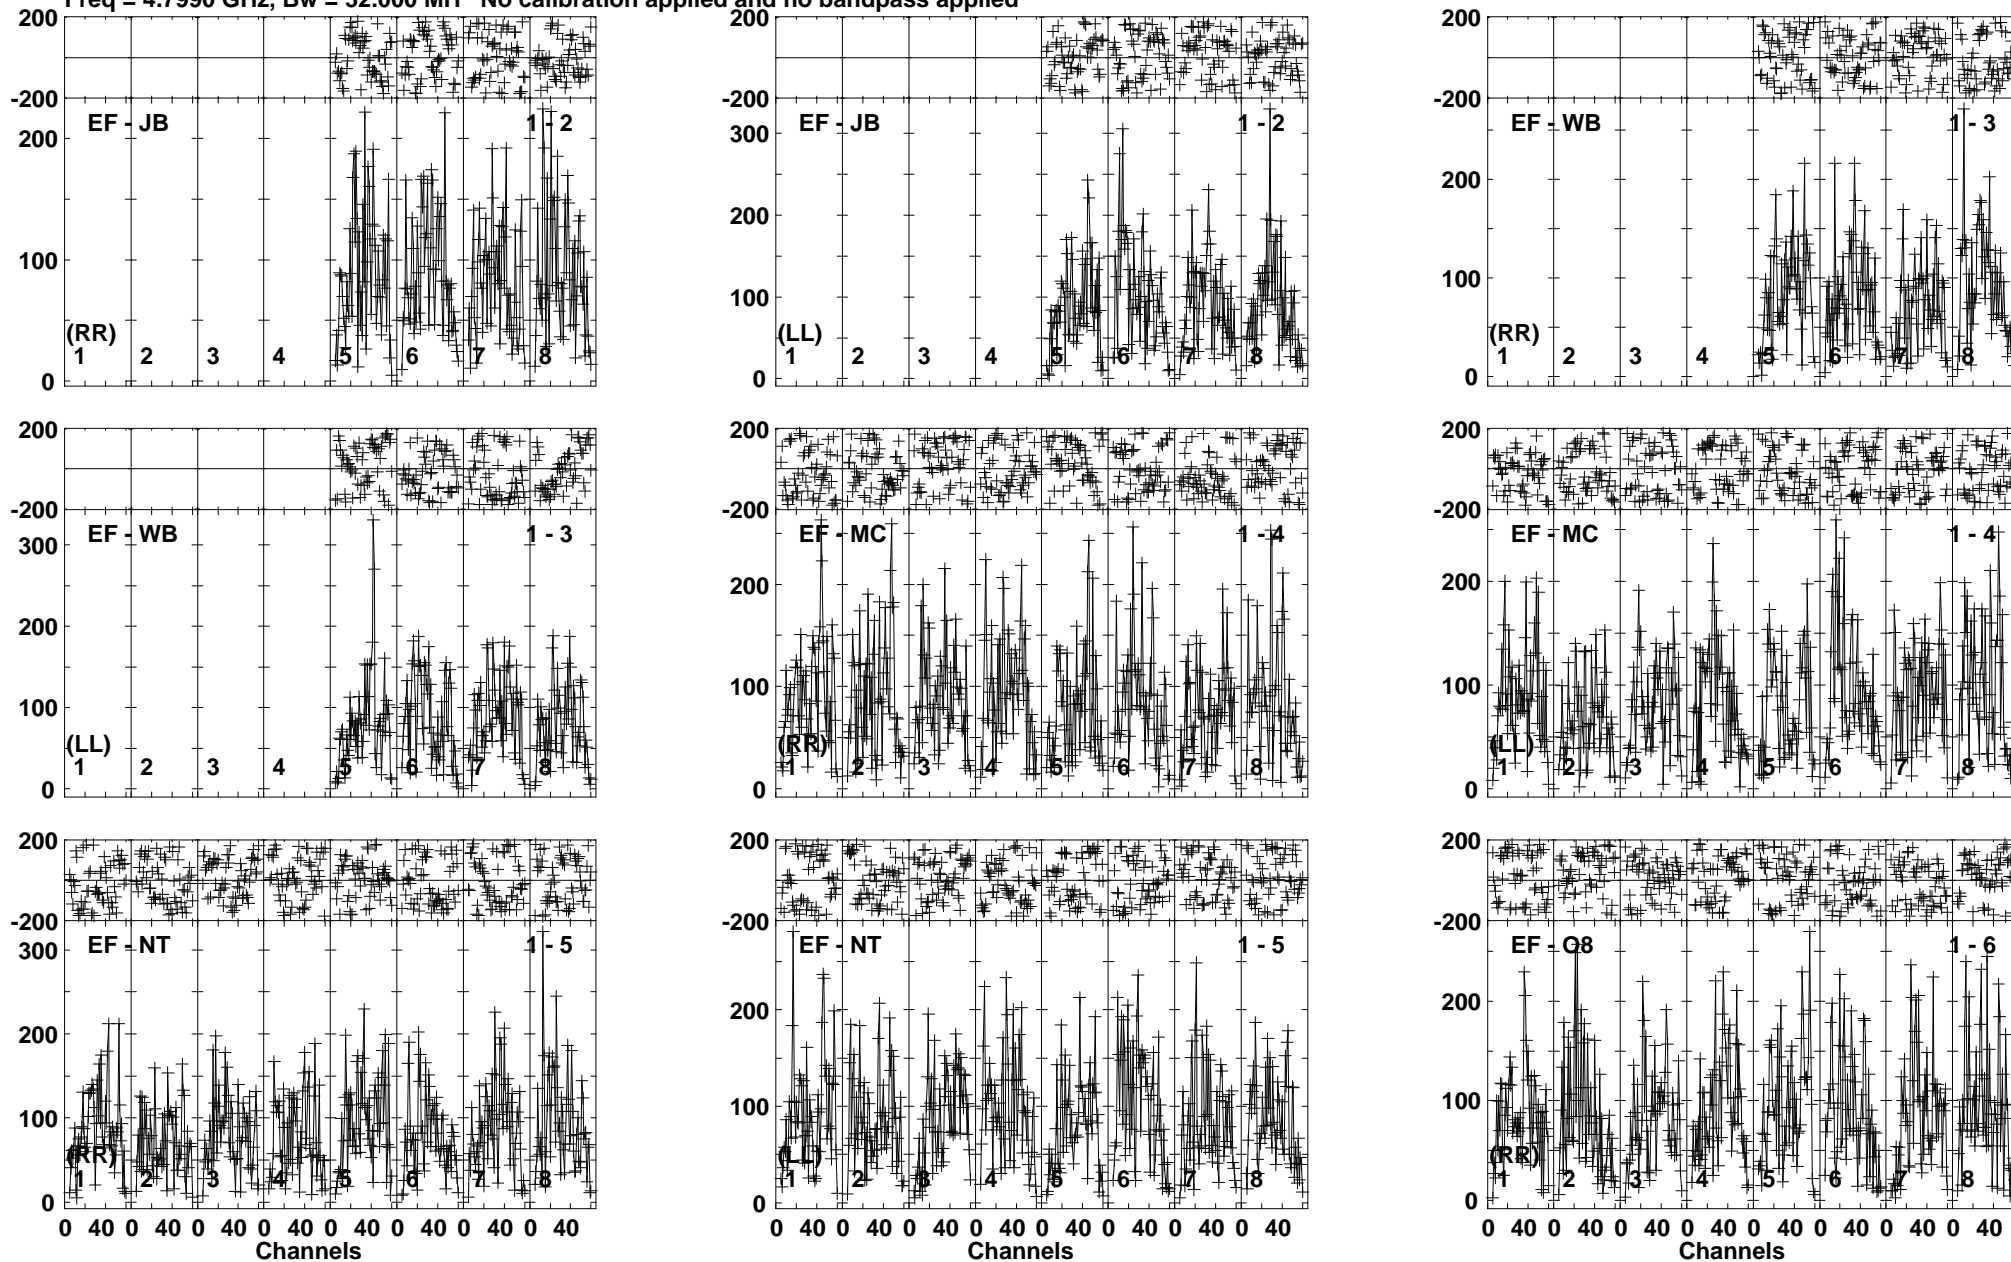 Freq = 4.7990 GHz, Bw = 32.000 MH No calibration applied and no bandpass applied
200 200 200
-200 -200 -200
EF - JB 1 - 2 EF - JB 1 - 2 EF - WB 1 - 3
200 300 200
100 200 100
0 100 0
0
(RR) (LL) (RR)
1 2 3 4 5 6 7 8 1 2 3 4 5 6 7 8 1 2 3 4 5 6 7 8
200 200 200
-200 -200 -200
EF - WB 1 - 3 EF - MC 1 - 4 EF - MC 1 - 4
300 200 200
200 100 100
100 0 0
0
(LL) (RR) (LL)
1 2 3 4 5 6 7 8 1 2 3 4 5 6 7 8 1 2 3 4 5 6 7 8
200 200 200
-200 -200 -200
EF - NT 1 - 5 EF - NT 1 - 5 EF - O8 1 - 6
300 200 200
200 100 100
100 0 0
0
(RR) (LL) (RR)
1 2 3 4 5 6 7 8 1 2 3 4 5 6 7 8 1 2 3 4 5 6 7 8
0 40 0 40 0 40 0 40 0 40 0 40 0 40 0 40 0 40 0 40 0 40 0 40 0 40 0 40 0 40 0 40 0 40 0 40 0 40 0 40 0 40 0 40 0 40 0 40
Channels Channels Channels